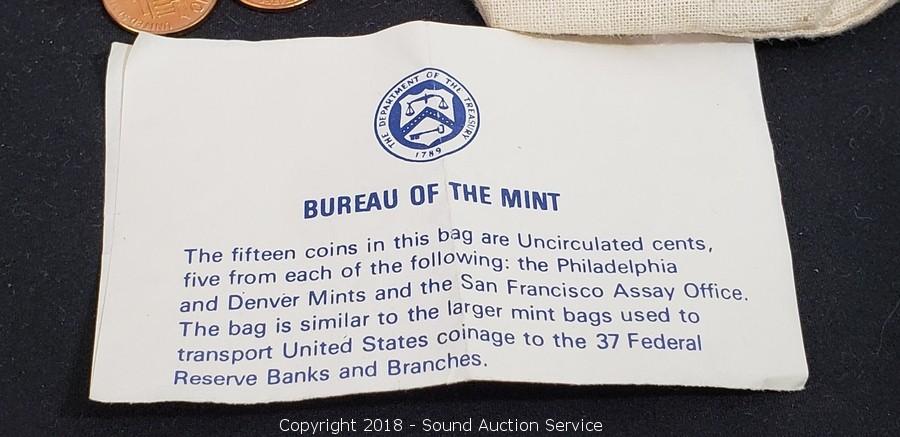 THE DEPARTMENT OF THE TREASURY
1789
BUREAU OF THE MINT
The fifteen coins in this bag are Uncirculated cents,
five from each of the following: the Philadelphia
and Denver Mints and the San Francisco Assay Office.
The bag is similar to the larger mint bags used to
transport United States coinage to the 37 Federal
Reserve Banks and Branches.
Copyright 2018 - Sound Auction Service